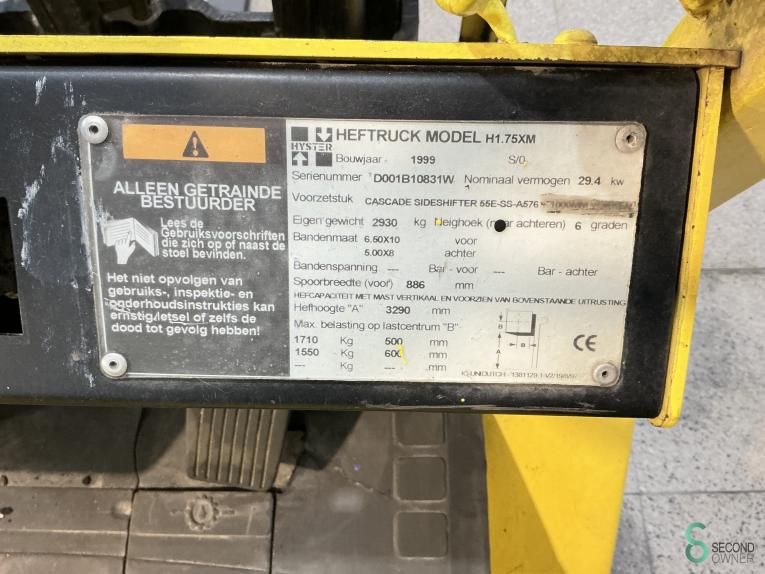 ALLEEN GETRAINDE
BESTUURDER
Lees de
Gebruiksvoorschriften
die zich op of naast de
stoel bevinden.
Het niet opvolgen van
gebruiks-, inspektie- en
onderhoudsinstrukties kan
ernstig letsel of zelfs de
dood tot gevolg hebben!
HYSTER
HEFTRUCK MODEL H1.75XM
Bouwjaar 1999 S/0
Serienummer D001B10831W Nominaal vermogen 29.4 kw
Voorzetstuk CASCADE SIDESHIFTER 55E-SS-A576
Eigen gewicht 2930 kg Neighoek (naar achteren) 6 graden
Bandenmaat 6.50X10 voor
5.00X8 achter
Bandenspanning --- Bar - voor --- Bar - achter
Spoorbreedte (voor) 886 mm
HEFCAPACITEIT MET MAST VERTIKAAL EN VOORZIEN VAN BOVENSTAANDE UITRUSTING
Hefhoogte "A" 3290 mm
Max. belasting op lastcentrum "B"
1710 Kg 500 mm
1550 Kg 600 mm
--- Kg --- mm
B
B
A
CE
SECOND
OWNER